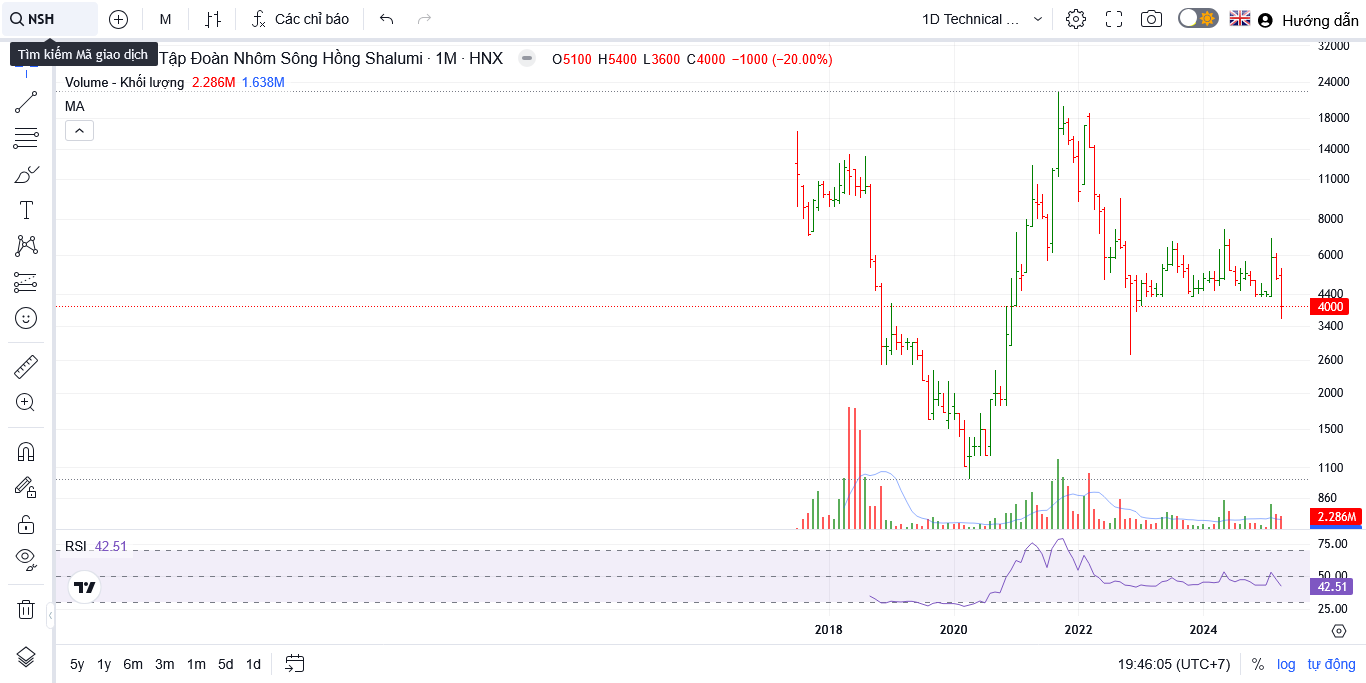 NSH
M
Các chỉ báo
1D Technical ...
Hướng dẫn
Tìm kiếm Mã giao dịch
Tập Đoàn Nhôm Sông Hồng Shalumi · 1M · HNX
O5100 H5400 L3600 C4000 −1000 (−20.00%)
Volume - Khối lượng 2.286M 1.638M
MA
32000
24000
18000
14000
11000
8000
6000
4400
4000
3400
2600
2000
1500
1100
860
2.286M
RSI 42.51
75.00
50.00
42.51
25.00
2018 2020 2022 2024
5y 1y 6m 3m 1m 5d 1d
19:46:05 (UTC+7) % log tự động